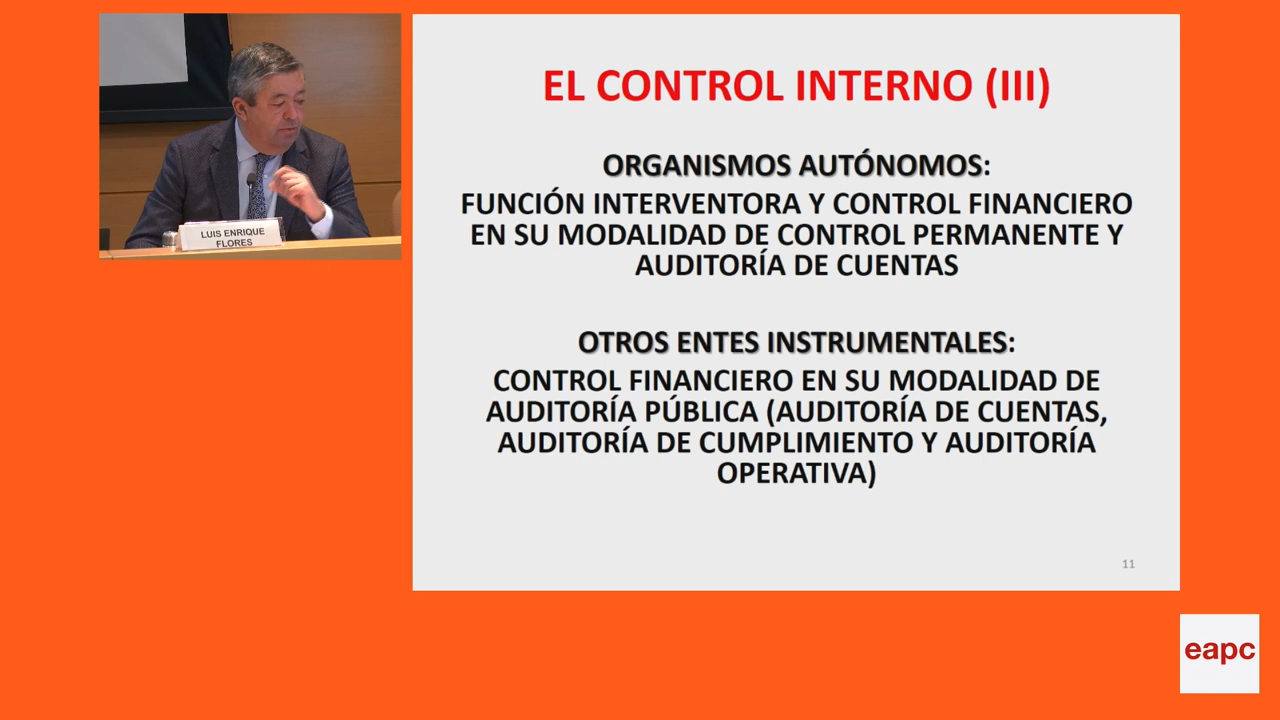 LUIS ENRIQUE
FLORES
EL CONTROL INTERNO (III)
ORGANISMOS AUTÓNOMOS:
FUNCIÓN INTERVENTORA Y CONTROL FINANCIERO
EN SU MODALIDAD DE CONTROL PERMANENTE Y
AUDITORÍA DE CUENTAS
OTROS ENTES INSTRUMENTALES:
CONTROL FINANCIERO EN SU MODALIDAD DE
AUDITORÍA PÚBLICA (AUDITORÍA DE CUENTAS,
AUDITORÍA DE CUMPLIMIENTO Y AUDITORÍA
OPERATIVA)
11
eapc